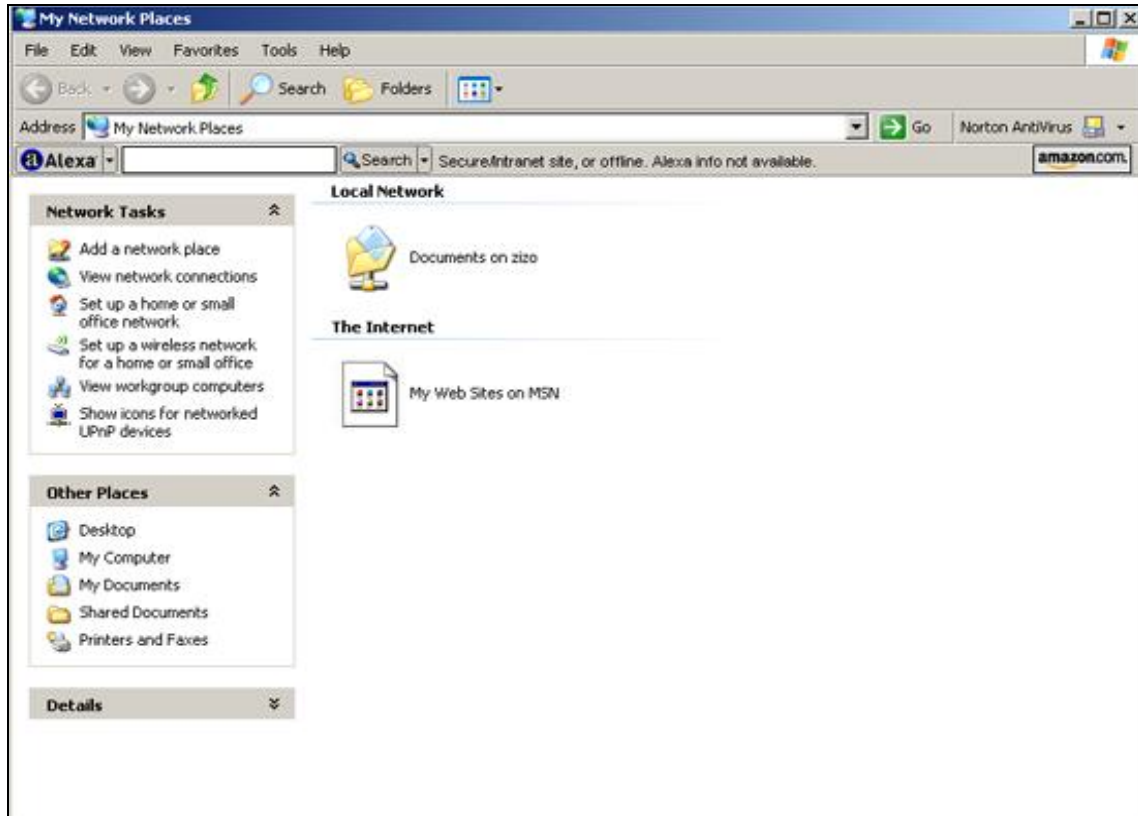 My Network Places
File Edit View Favorites Tools Help
Back Search Folders
Address My Network Places Go Norton AntiVirus
Alexa Search Secure/Intranet site, or offline. Alexa info not available. amazon.com.
Local Network
Network Tasks
Add a network place
Documents on zizo
View network connections
Set up a home or small
office network
The Internet
Set up a wireless network
for a home or small office
View workgroup computers
My Web Sites on MSN
Show icons for networked
UPnP devices
Other Places
Desktop
My Computer
My Documents
Shared Documents
Printers and Faxes
Details